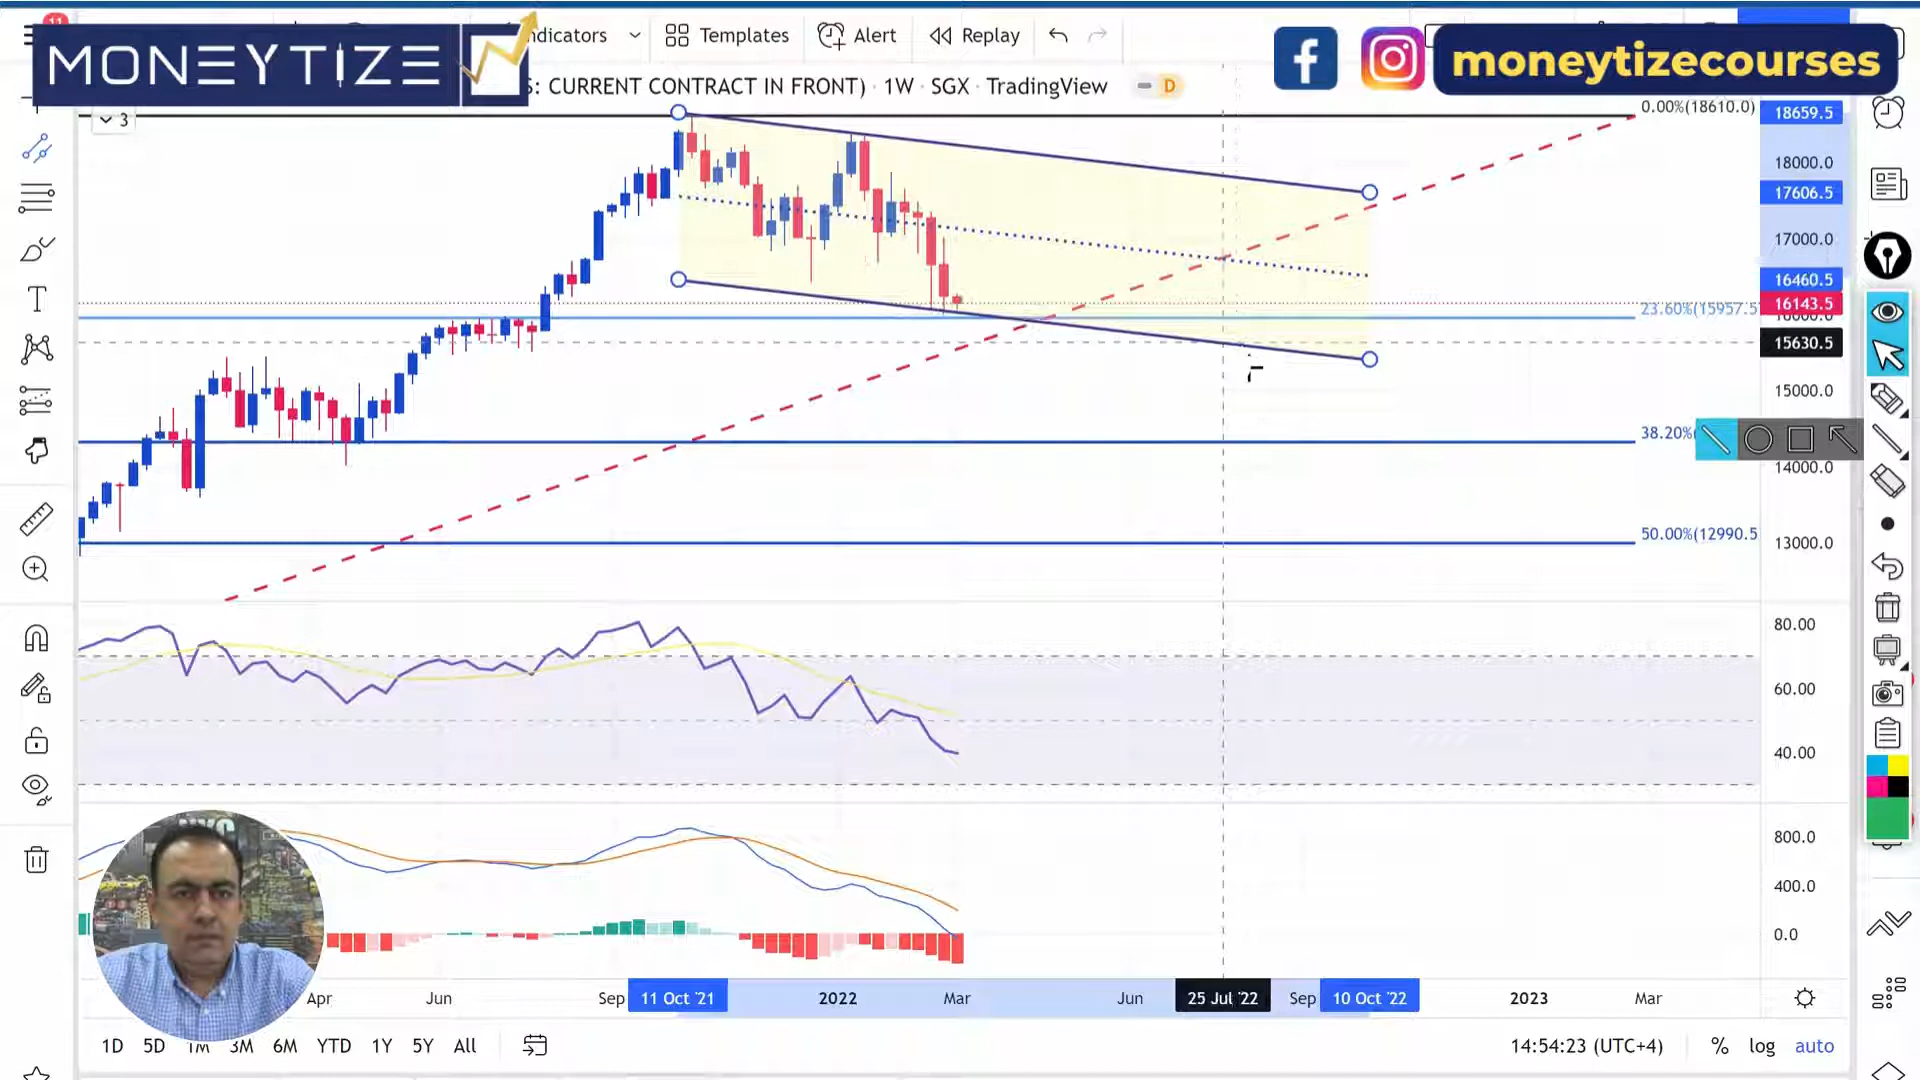 11
MONEYTIZE
ndicators
Templates
Alert
Replay
moneytizecourses
S: CURRENT CONTRACT IN FRONT) · 1W · SGX · TradingView
D
3
0.00%(18610.0)
18659.5
18000.0
17606.5
17000.0
16460.5
16143.5
23.60%(15957.5
15630.5
15000.0
38.20%(
14000.0
50.00%(12990.5
13000.0
80.00
60.00
40.00
800.0
400.0
0.0
Apr
Jun
Sep
11 Oct '21
2022
Mar
Jun
25 Jul '22
Sep
10 Oct '22
2023
Mar
1D
5D
1M
3M
6M
YTD
1Y
5Y
All
14:54:23 (UTC+4)
%
log
auto